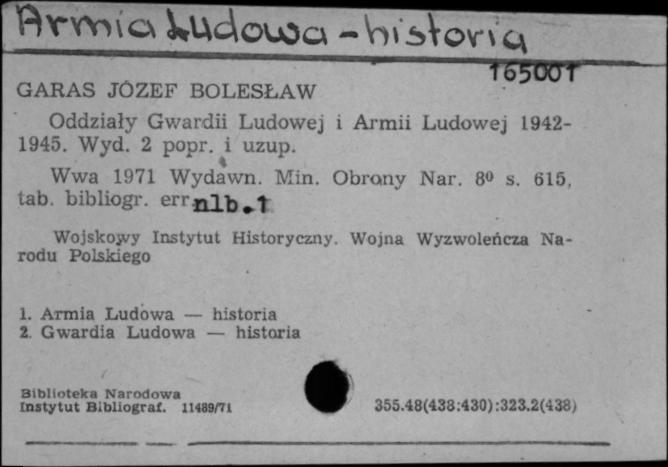 Armia Ludowa - historia
165001
GARAS JÓZEF BOLESŁAW
Oddziały Gwardii Ludowej i Armii Ludowej 1942-
1945. Wyd. 2 popr. i uzup.
Wwa 1971 Wydawn. Min. Obrony Nar. 8⁰ s. 615,
tab. bibliogr. err. nlb. 1
Wojskowy Instytut Historyczny. Wojna Wyzwoleńcza Na-
rodu Polskiego
1. Armia Ludowa — historia
2. Gwardia Ludowa — historia
Biblioteka Narodowa
Instytut Bibliograf. 11489/71 355.48(438:430):323.2(438)